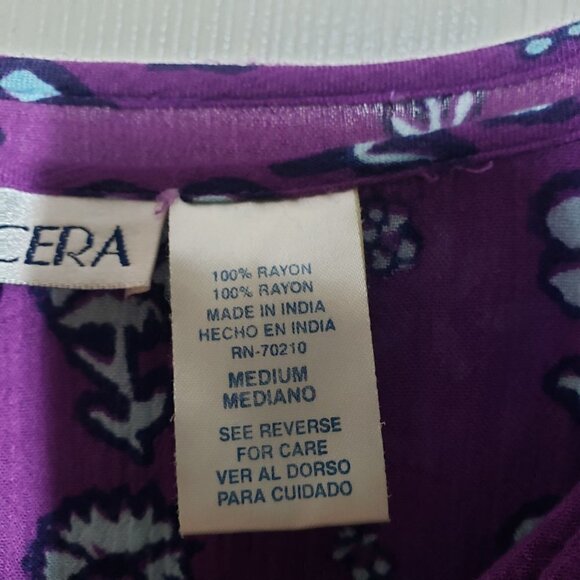 CERA
100% RAYON
100% RAYON
MADE IN INDIA
HECHO EN INDIA
RN-70210
MEDIUM
MEDIANO
SEE REVERSE
FOR CARE
VER AL DORSO
PARA CUIDADO